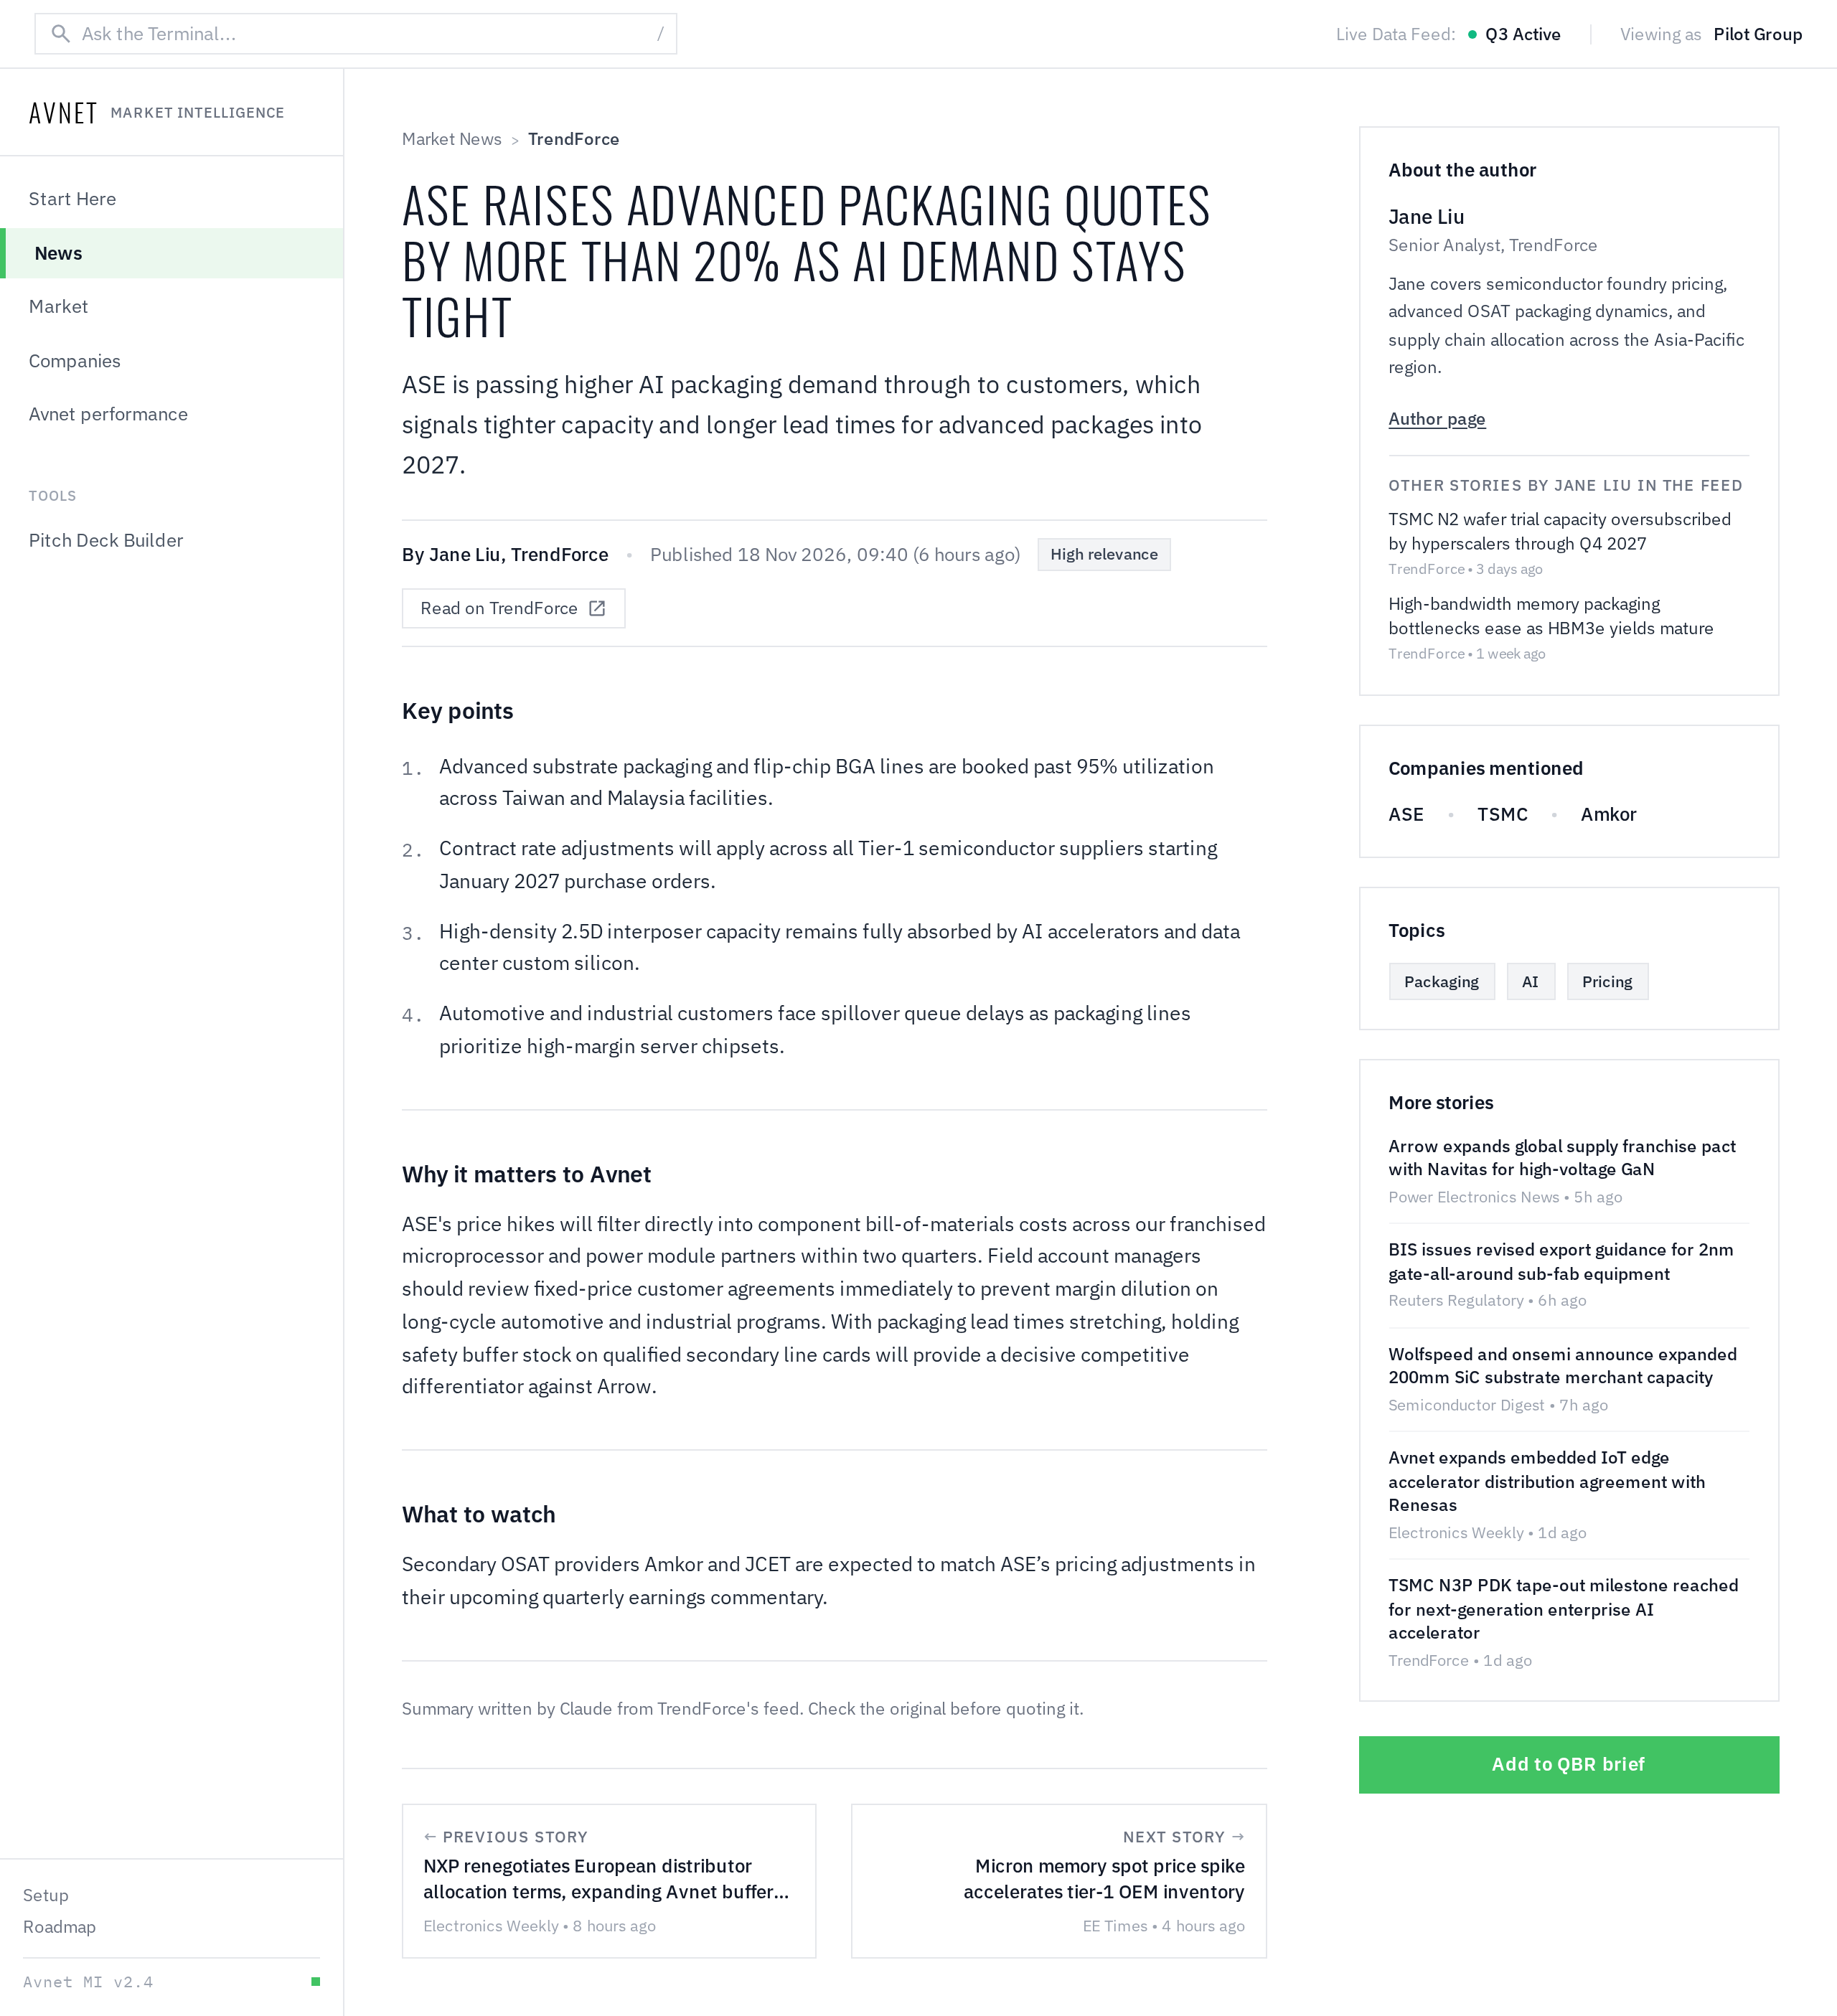 Ask the Terminal... /
Live Data Feed: Q3 Active Viewing as Pilot Group
AVNET MARKET INTELLIGENCE
Start Here
News
Market
Companies
Avnet performance
TOOLS
Pitch Deck Builder
Setup
Roadmap
Avnet MI v2.4
Market News > TrendForce
ASE RAISES ADVANCED PACKAGING QUOTES
BY MORE THAN 20% AS AI DEMAND STAYS
TIGHT
ASE is passing higher AI packaging demand through to customers, which
signals tighter capacity and longer lead times for advanced packages into
2027.
By Jane Liu, TrendForce • Published 18 Nov 2026, 09:40 (6 hours ago) High relevance
Read on TrendForce
Key points
1. Advanced substrate packaging and flip-chip BGA lines are booked past 95% utilization
across Taiwan and Malaysia facilities.
2. Contract rate adjustments will apply across all Tier-1 semiconductor suppliers starting
January 2027 purchase orders.
3. High-density 2.5D interposer capacity remains fully absorbed by AI accelerators and data
center custom silicon.
4. Automotive and industrial customers face spillover queue delays as packaging lines
prioritize high-margin server chipsets.
Why it matters to Avnet
ASE's price hikes will filter directly into component bill-of-materials costs across our franchised
microprocessor and power module partners within two quarters. Field account managers
should review fixed-price customer agreements immediately to prevent margin dilution on
long-cycle automotive and industrial programs. With packaging lead times stretching, holding
safety buffer stock on qualified secondary line cards will provide a decisive competitive
differentiator against Arrow.
What to watch
Secondary OSAT providers Amkor and JCET are expected to match ASE’s pricing adjustments in
their upcoming quarterly earnings commentary.
Summary written by Claude from TrendForce's feed. Check the original before quoting it.
← PREVIOUS STORY
NXP renegotiates European distributor
allocation terms, expanding Avnet buffer...
Electronics Weekly • 8 hours ago
NEXT STORY →
Micron memory spot price spike
accelerates tier-1 OEM inventory
EE Times • 4 hours ago
About the author
Jane Liu
Senior Analyst, TrendForce
Jane covers semiconductor foundry pricing,
advanced OSAT packaging dynamics, and
supply chain allocation across the Asia-Pacific
region.
Author page
OTHER STORIES BY JANE LIU IN THE FEED
TSMC N2 wafer trial capacity oversubscribed
by hyperscalers through Q4 2027
TrendForce • 3 days ago
High-bandwidth memory packaging
bottlenecks ease as HBM3e yields mature
TrendForce • 1 week ago
Companies mentioned
ASE • TSMC • Amkor
Topics
Packaging AI Pricing
More stories
Arrow expands global supply franchise pact
with Navitas for high-voltage GaN
Power Electronics News • 5h ago
BIS issues revised export guidance for 2nm
gate-all-around sub-fab equipment
Reuters Regulatory • 6h ago
Wolfspeed and onsemi announce expanded
200mm SiC substrate merchant capacity
Semiconductor Digest • 7h ago
Avnet expands embedded IoT edge
accelerator distribution agreement with
Renesas
Electronics Weekly • 1d ago
TSMC N3P PDK tape-out milestone reached
for next-generation enterprise AI
accelerator
TrendForce • 1d ago
Add to QBR brief